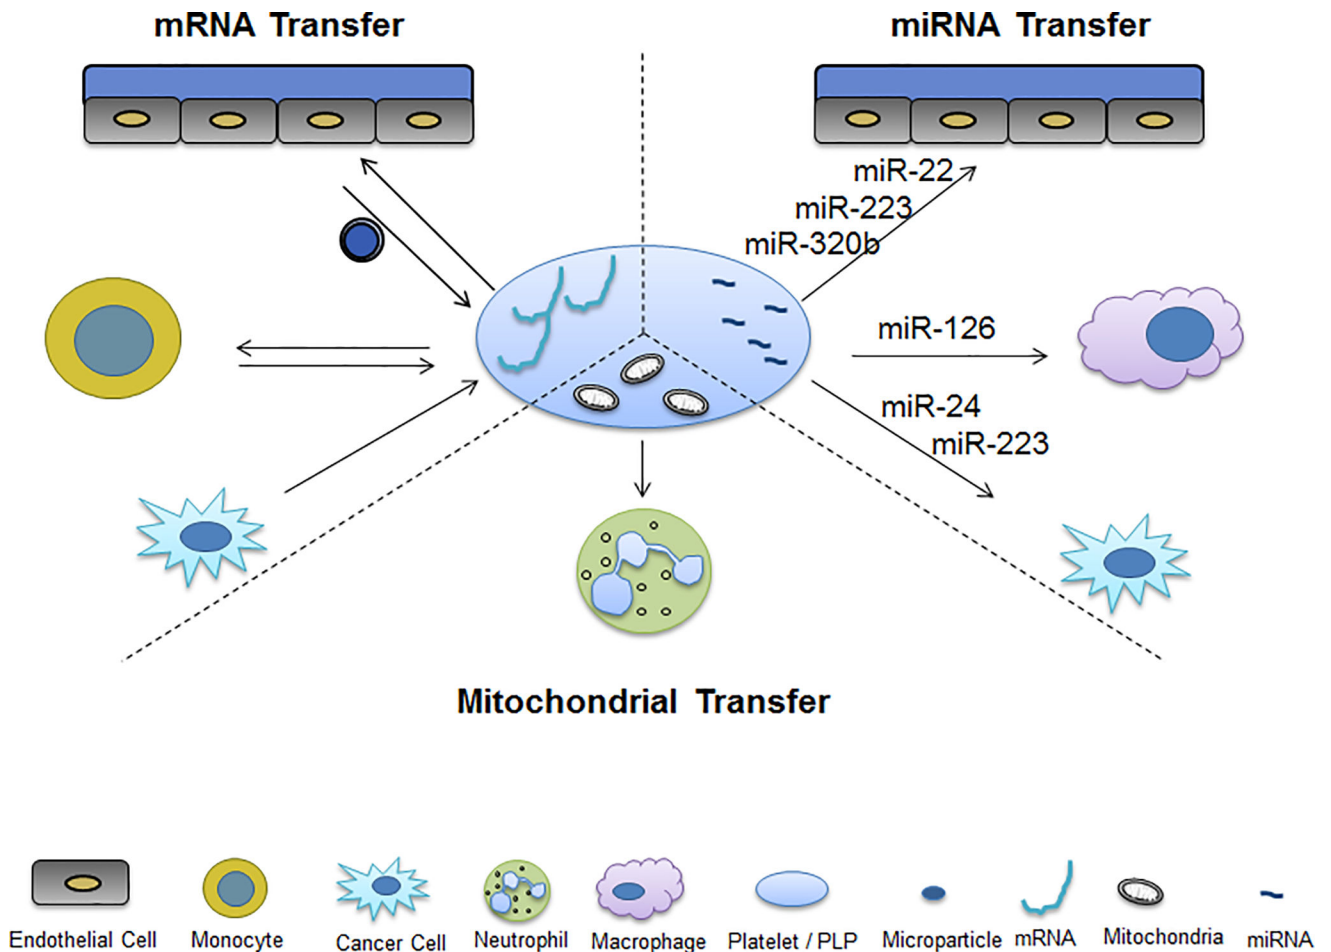 mRNA Transfer
miRNA Transfer
miR-22
miR-223
miR-320b
miR-126
miR-24
miR-223
Mitochondrial Transfer
Endothelial Cell
Monocyte
Cancer Cell
Neutrophil
Macrophage
Platelet / PLP
Microparticle
mRNA
Mitochondria
miRNA